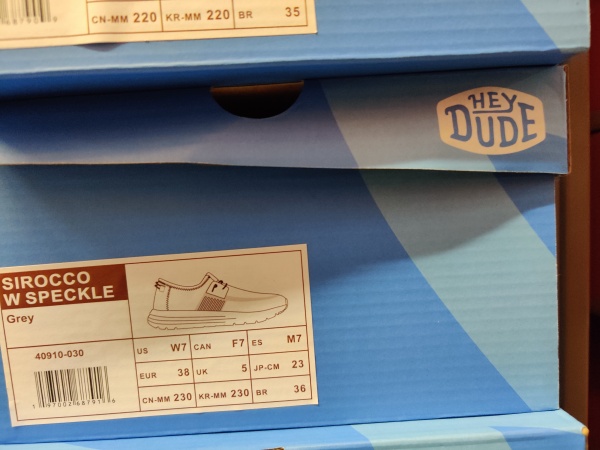 CN-MM 220 KR-MM 220 BR 35
HEY
DUDE
SIROCCO
W SPECKLE
Grey
40910-030
US W7 CAN F7 ES M7
EUR 38 UK 5 JP-CM 23
CN-MM 230 KR-MM 230 BR 36